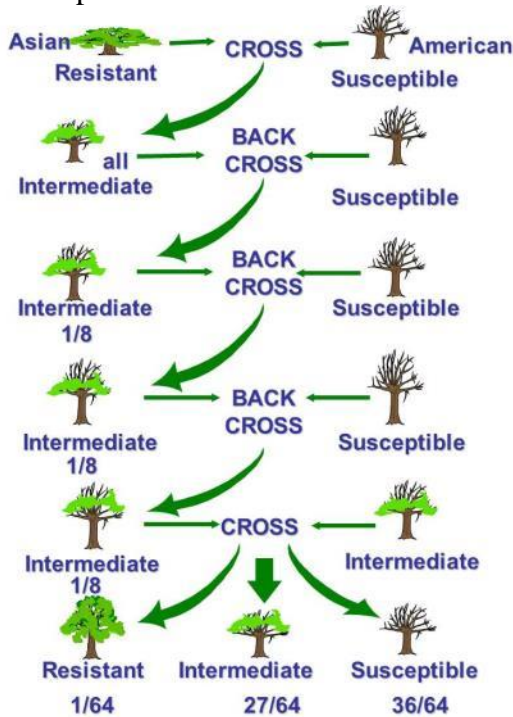 Asian CROSS American
Resistant Susceptible
all
Intermediate
BACK
CROSS
Susceptible
Intermediate
1/8
BACK
CROSS
Susceptible
Intermediate
1/8
BACK
CROSS
Susceptible
Intermediate
1/8
CROSS
Intermediate
Resistant Intermediate Susceptible
1/64 27/64 36/64